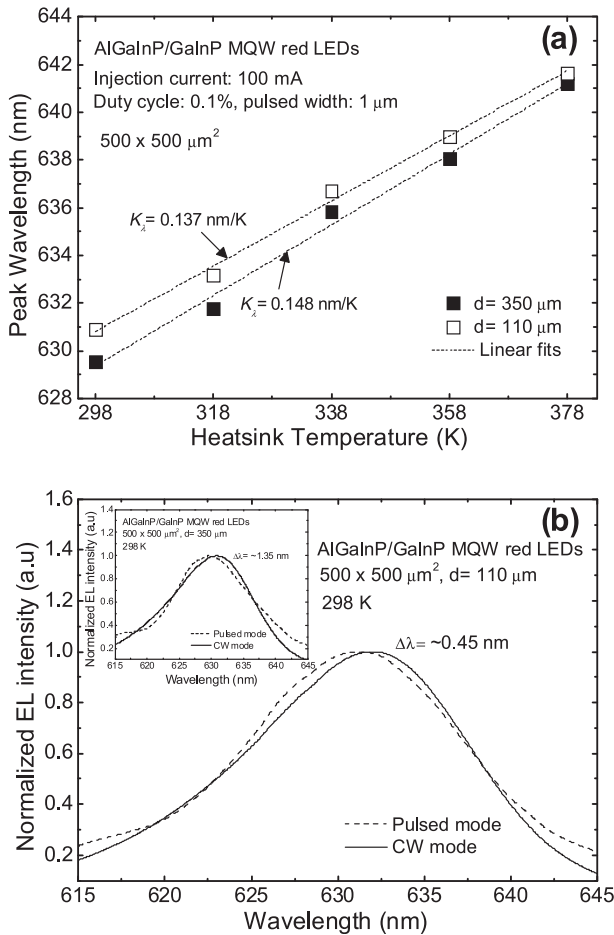 (a)
AlGaInP/GaInP MQW red LEDs
Injection current: 100 mA
Duty cycle: 0.1%, pulsed width: 1 μm
500 x 500 μm²
Kλ= 0.137 nm/K
Kλ= 0.148 nm/K
d= 350 μm
d= 110 μm
Linear fits
Peak Wavelength (nm)
642
640
638
636
634
632
630
628
298 318 338 358 378
Heatsink Temperature (K)
(b)
AlGaInP/GaInP MQW red LEDs
500 x 500 μm², d= 110 μm
298 K
Δλ= ~0.45 nm
Pulsed mode
CW mode
Normalized EL intensity (a.u)
1.6
1.4
1.2
1.0
0.8
0.6
0.4
0.2
615 620 625 630 635 640 645
Wavelength (nm)
AlGaInP/GaInP MQW red LEDs
500 x 500 μm², d= 350 μm
298 K
Δλ= ~1.35 nm
Pulsed mode
CW mode
Normalized EL intensity (a.u)
1.4
1.2
1.0
0.8
0.6
0.4
0.2
0.0
615 620 625 630 635 640 645
Wavelength (nm)